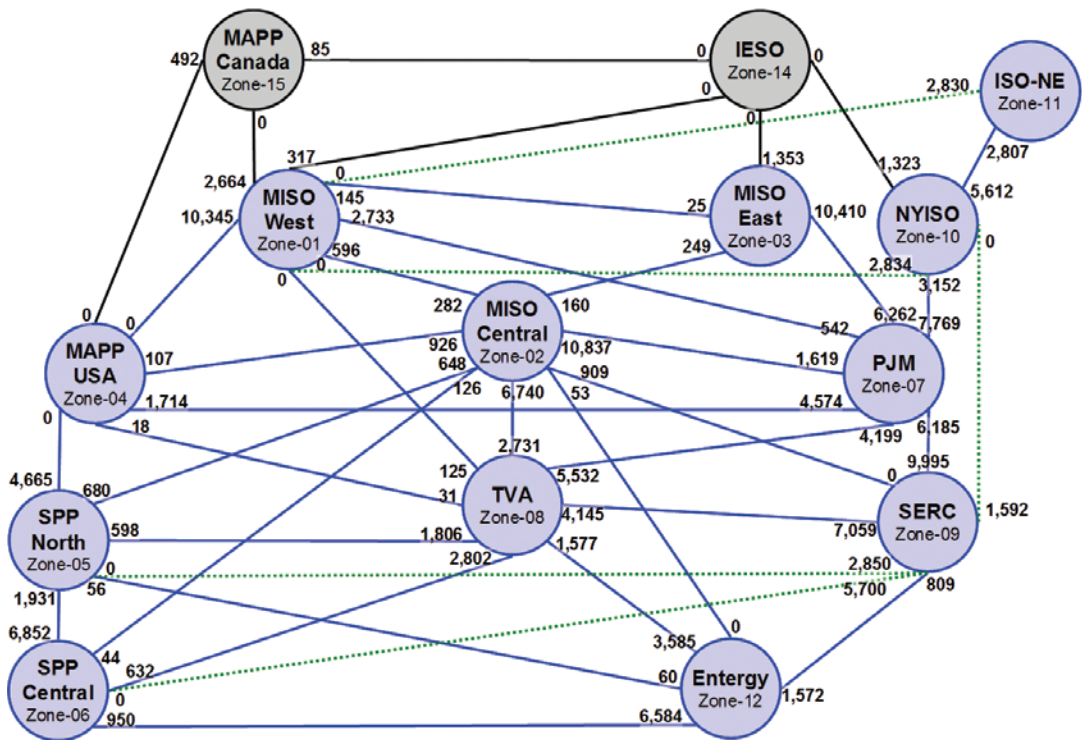 MAPP
Canada
Zone-15
492
85
0
0
IESO
Zone-14
0
0
0
0
ISO-NE
Zone-11
2,830
2,807
317
0
2,664
145
MISO
West
Zone-01
10,345
2,733
596
0
0
1,353
25
MISO
East
Zone-03
10,410
249
1,323
5,612
NYISO
Zone-10
0
2,834
3,152
282
MISO
Central
Zone-02
160
926
10,837
648
909
126
6,740
53
6,262
7,769
542
1,619
PJM
Zone-07
4,574
4,199
6,185
0
0
MAPP
USA
Zone-04
107
1,714
0
18
4,665
680
SPP
North
Zone-05
598
0
56
1,931
2,731
125
5,532
31
TVA
Zone-08
4,145
1,806
1,577
2,802
9,995
0
SERC
Zone-09
1,592
7,059
2,850
5,700
809
6,852
SPP
Central
Zone-06
44
632
0
950
0
3,585
Entergy
Zone-12
60
1,572
6,584